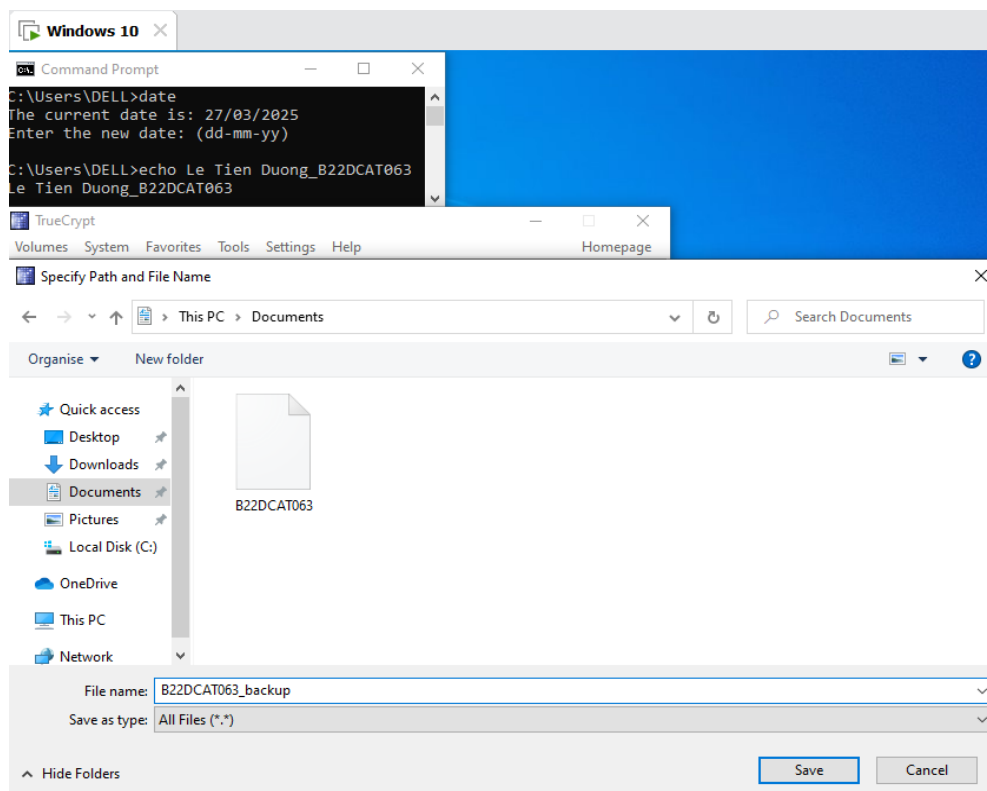 Windows 10
Command Prompt
C:\Users\DELL>date
The current date is: 27/03/2025
Enter the new date: (dd-mm-yy)
C:\Users\DELL>echo Le Tien Duong_B22DCAT063
Le Tien Duong_B22DCAT063
TrueCrypt
Volumes System Favorites Tools Settings Help Homepage
Specify Path and File Name
This PC > Documents
Search Documents
Organise New folder
Quick access
Desktop
Downloads
Documents
Pictures
Local Disk (C:)
OneDrive
This PC
Network
B22DCAT063
File name: B22DCAT063_backup
Save as type: All Files (*.*)
Hide Folders
Save Cancel